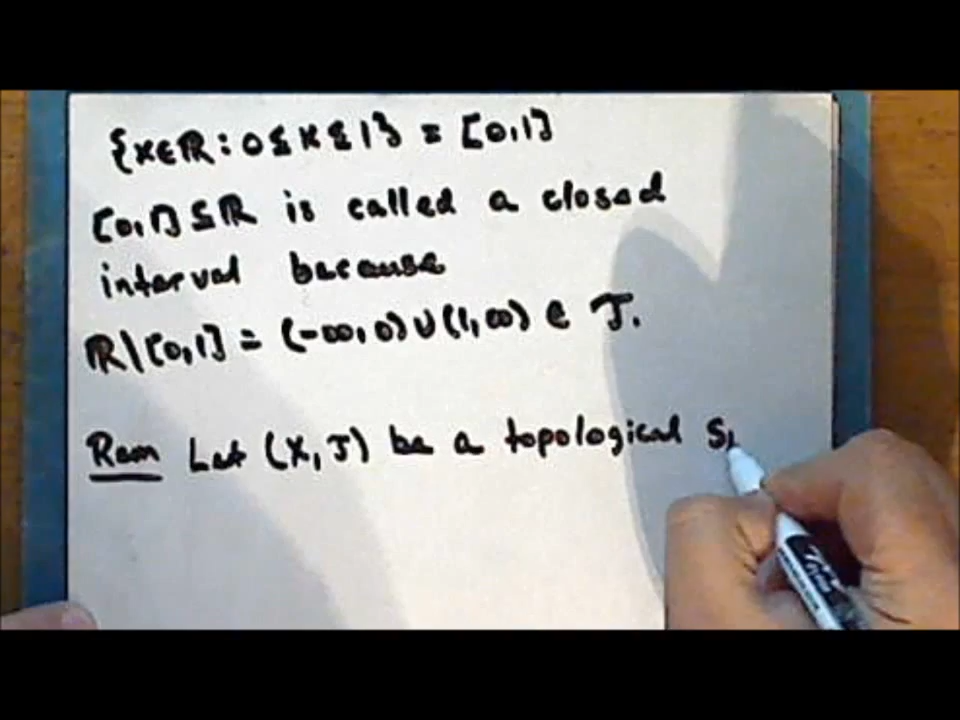 {x∈ℝ : 0 ≤ x ≤ 1} = [0,1]
[0,1] ⊆ ℝ is called a closed
interval because
ℝ\[0,1] = (-∞, 0) ∪ (1, ∞) ∈ J.
Rem Let (X, J) be a topological